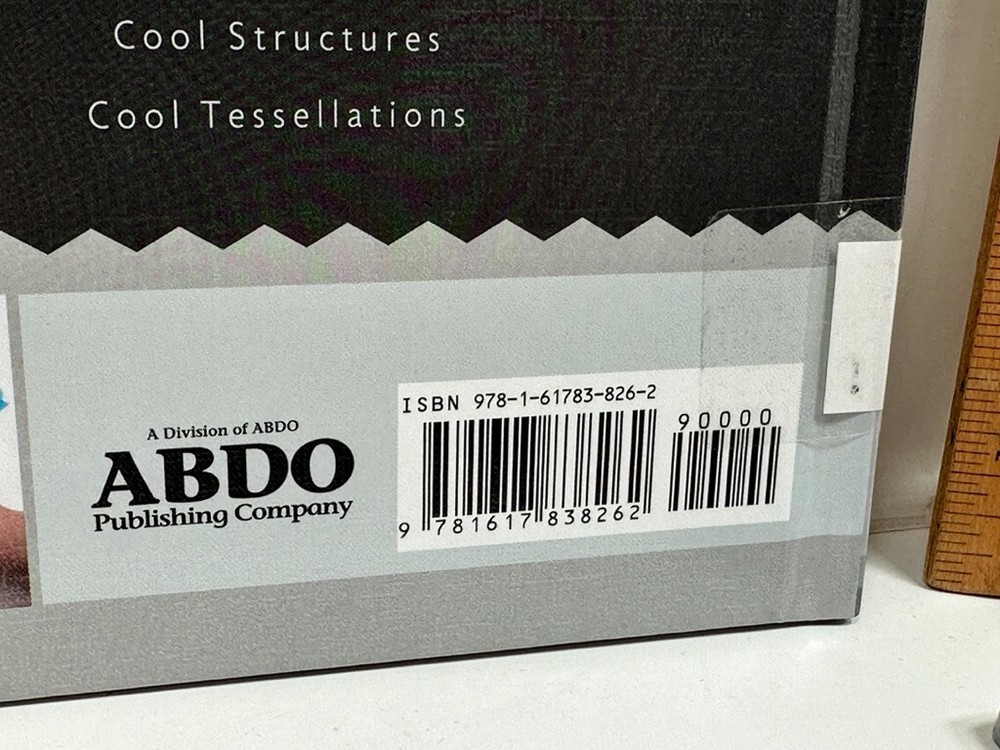 Cool Structures
Cool Tessellations
A Division of ABDO
ABDO
Publishing Company
ISBN 978-1-61783-826-2
90000
9 781617 838262